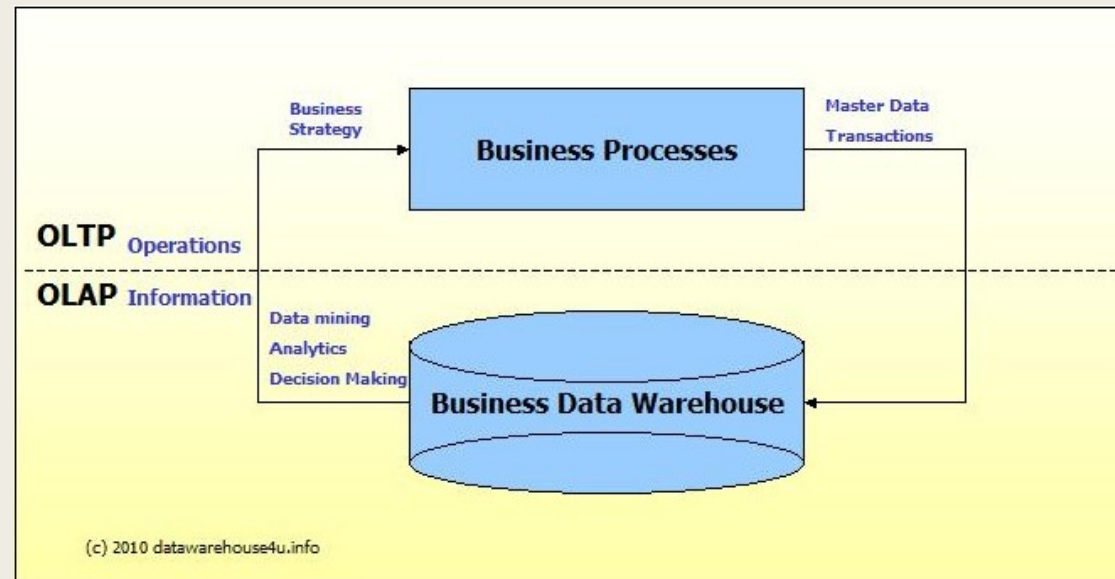 Business
Strategy
Business Processes
Master Data
Transactions
OLTP Operations
OLAP Information
Data mining
Analytics
Decision Making
Business Data Warehouse
(c) 2010 datawarehouse4u.info